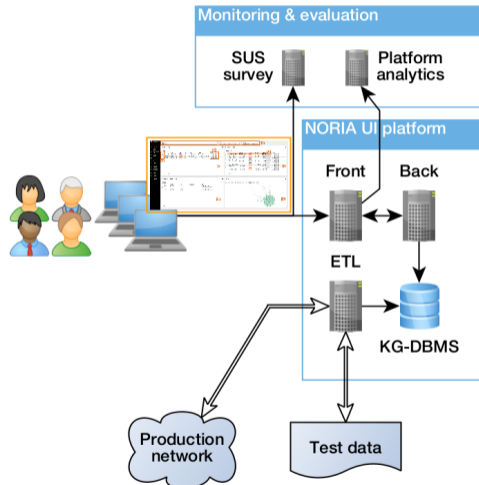 Monitoring & evaluation
SUS
survey
Platform
analytics
NORIA UI platform
Front
Back
ETL
KG-DBMS
Production
network
Test data